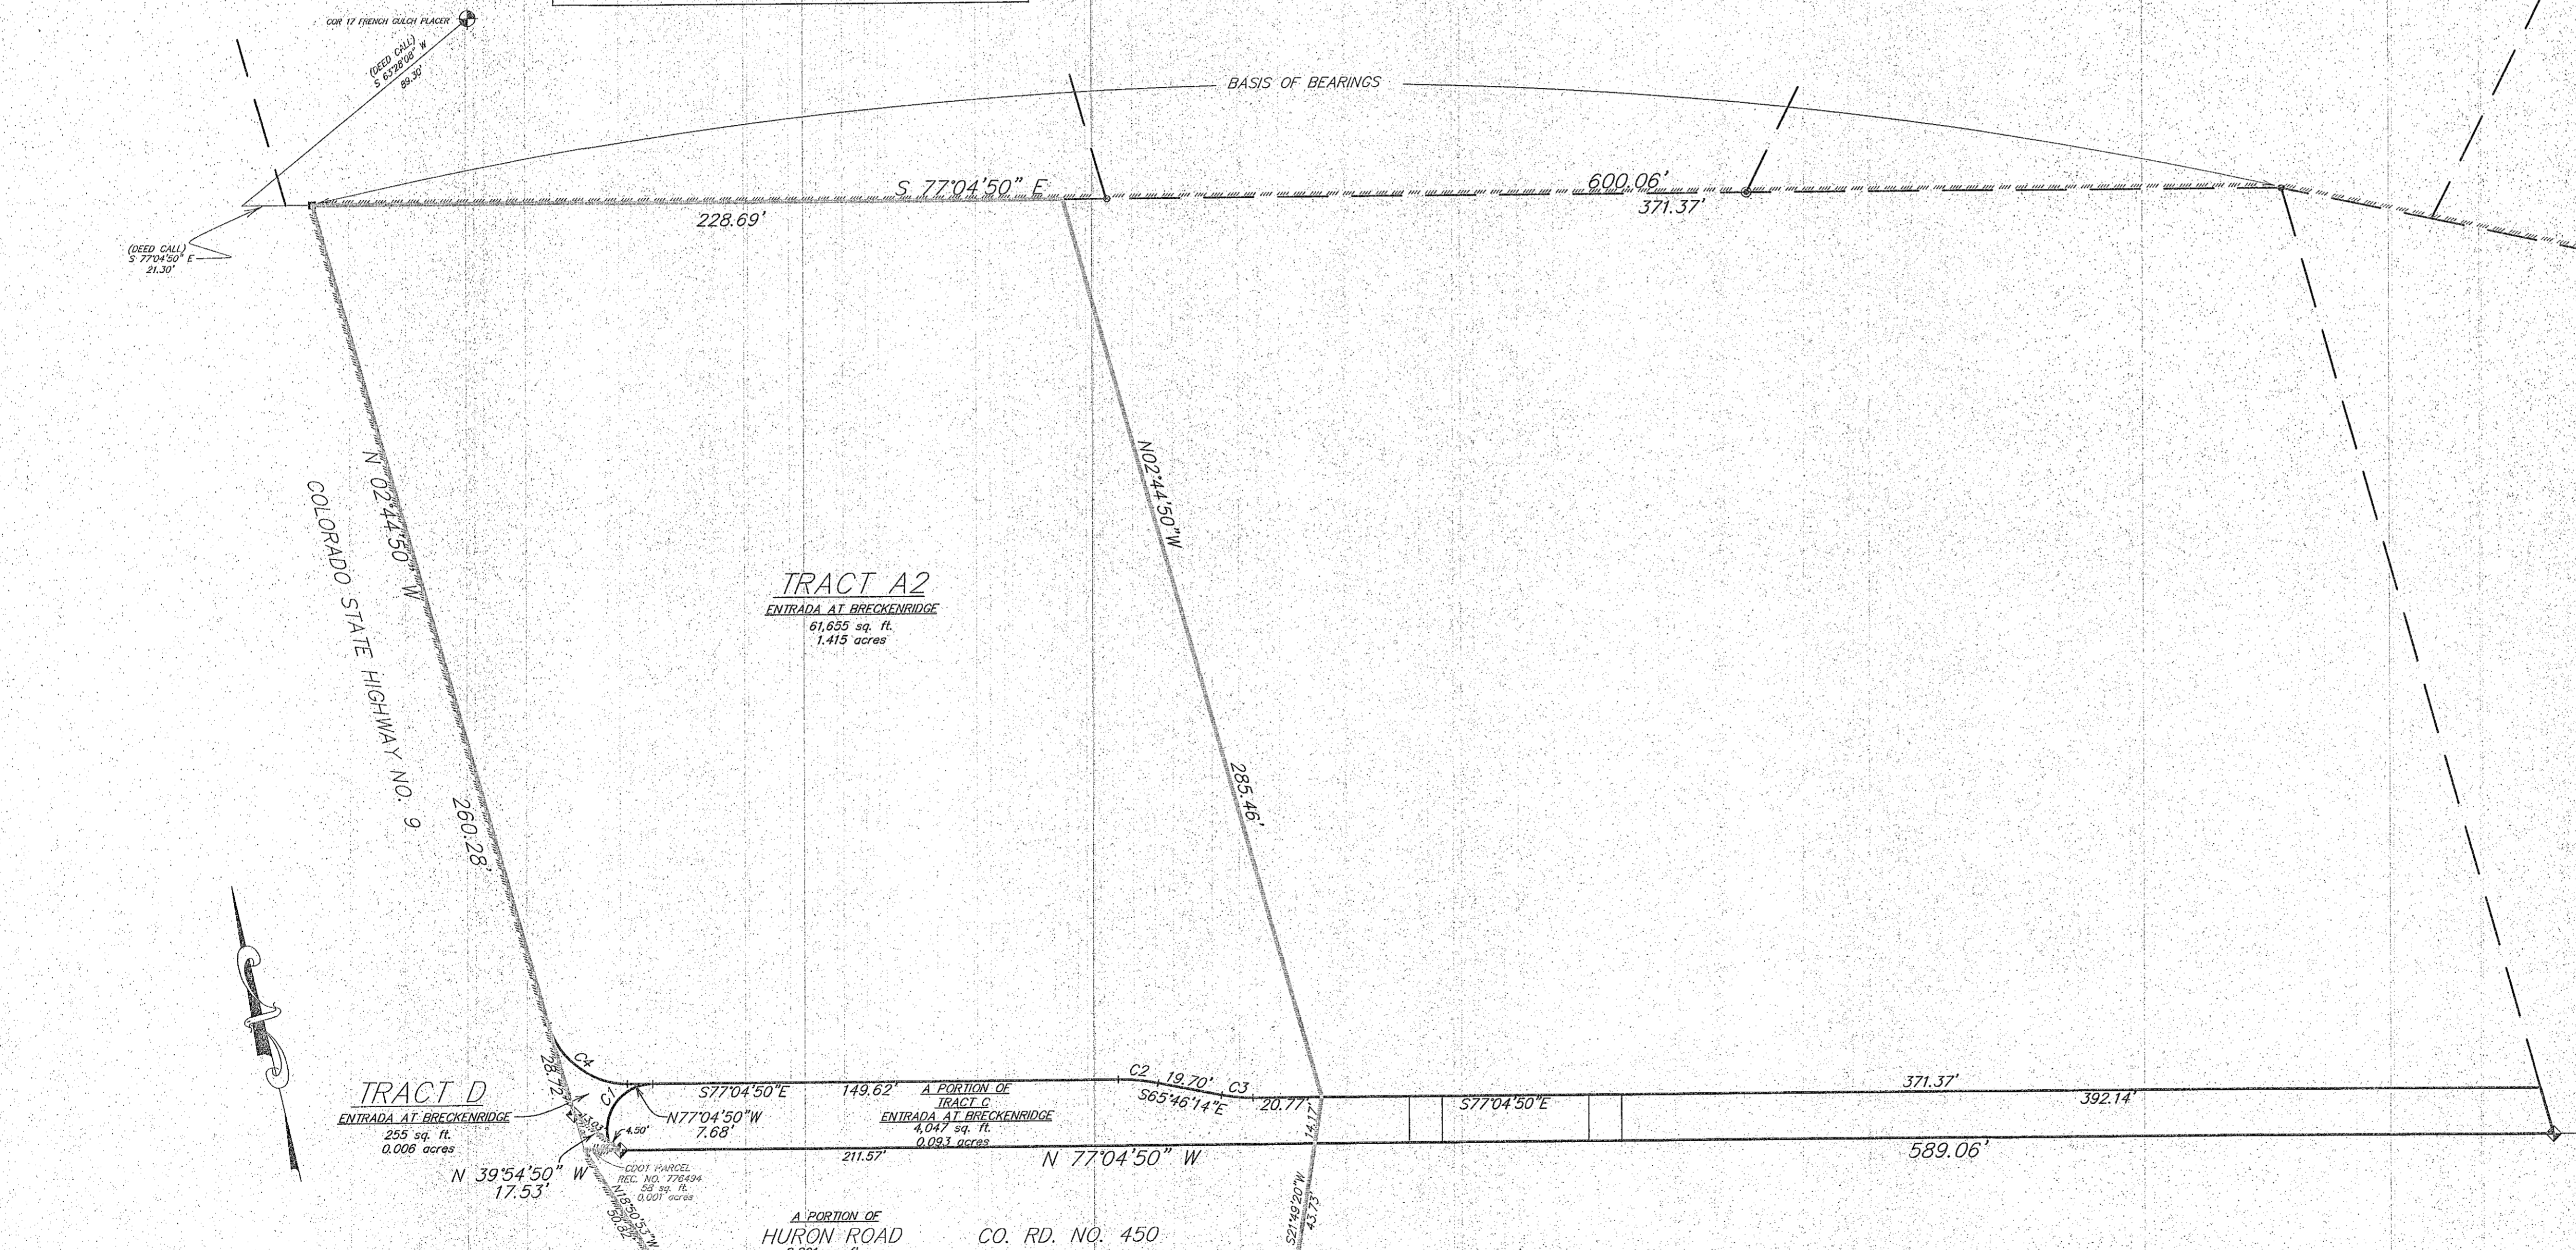 COR 17 FRENCH GULCH PLACER
(DEED CALL)
S 63°28'08" W
89.30'
BASIS OF BEARINGS
S 77°04'50" E
600.06'
228.69'
371.37'
(DEED CALL)
S 77°04'50" E
21.30'
N 02°44'50" W
N02°44'50"W
COLORADO STATE HIGHWAY NO. 9
TRACT A2
ENTRADA AT BRECKENRIDGE
61,655 sq. ft.
1.415 acres
260.28'
285.46'
C4
28.72'
C1
TRACT D
ENTRADA AT BRECKENRIDGE
255 sq. ft.
0.006 acres
4.50'
N77°04'50"W
7.68'
S77°04'50"E
149.62'
A PORTION OF
TRACT C
ENTRADA AT BRECKENRIDGE
4,047 sq. ft.
0.093 acres
C2
19.70'
C3
S65°46'14"E
20.77'
14.17'
S77°04'50"E
371.37'
392.14'
N 39°54'50" W
17.53'
CDOT PARCEL
REC. NO. 776494
58 sq. ft.
0.001 acres
211.57'
N 77°04'50" W
589.06'
N18°50'53"W
50.82'
S21°49'20"W
43.73'
A PORTION OF
HURON ROAD CO. RD. NO. 450